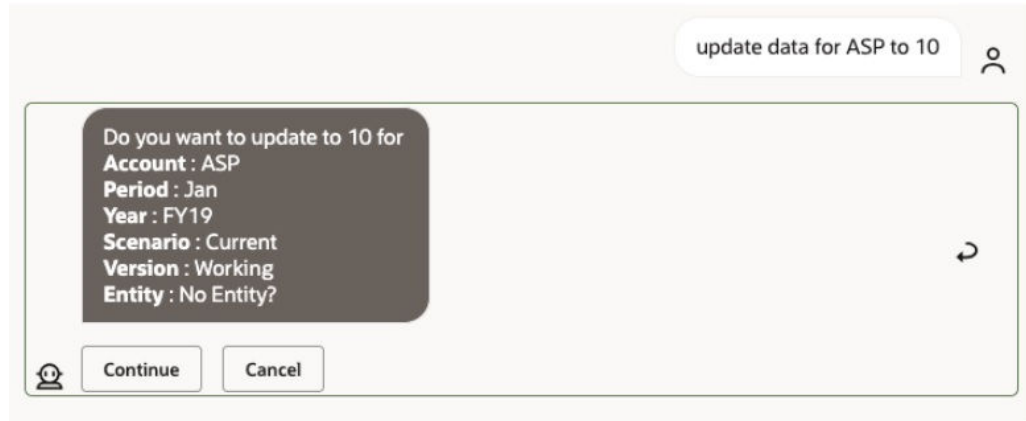 update data for ASP to 10
Do you want to update to 10 for
Account : ASP
Period : Jan
Year : FY19
Scenario : Current
Version : Working
Entity : No Entity?
Continue
Cancel